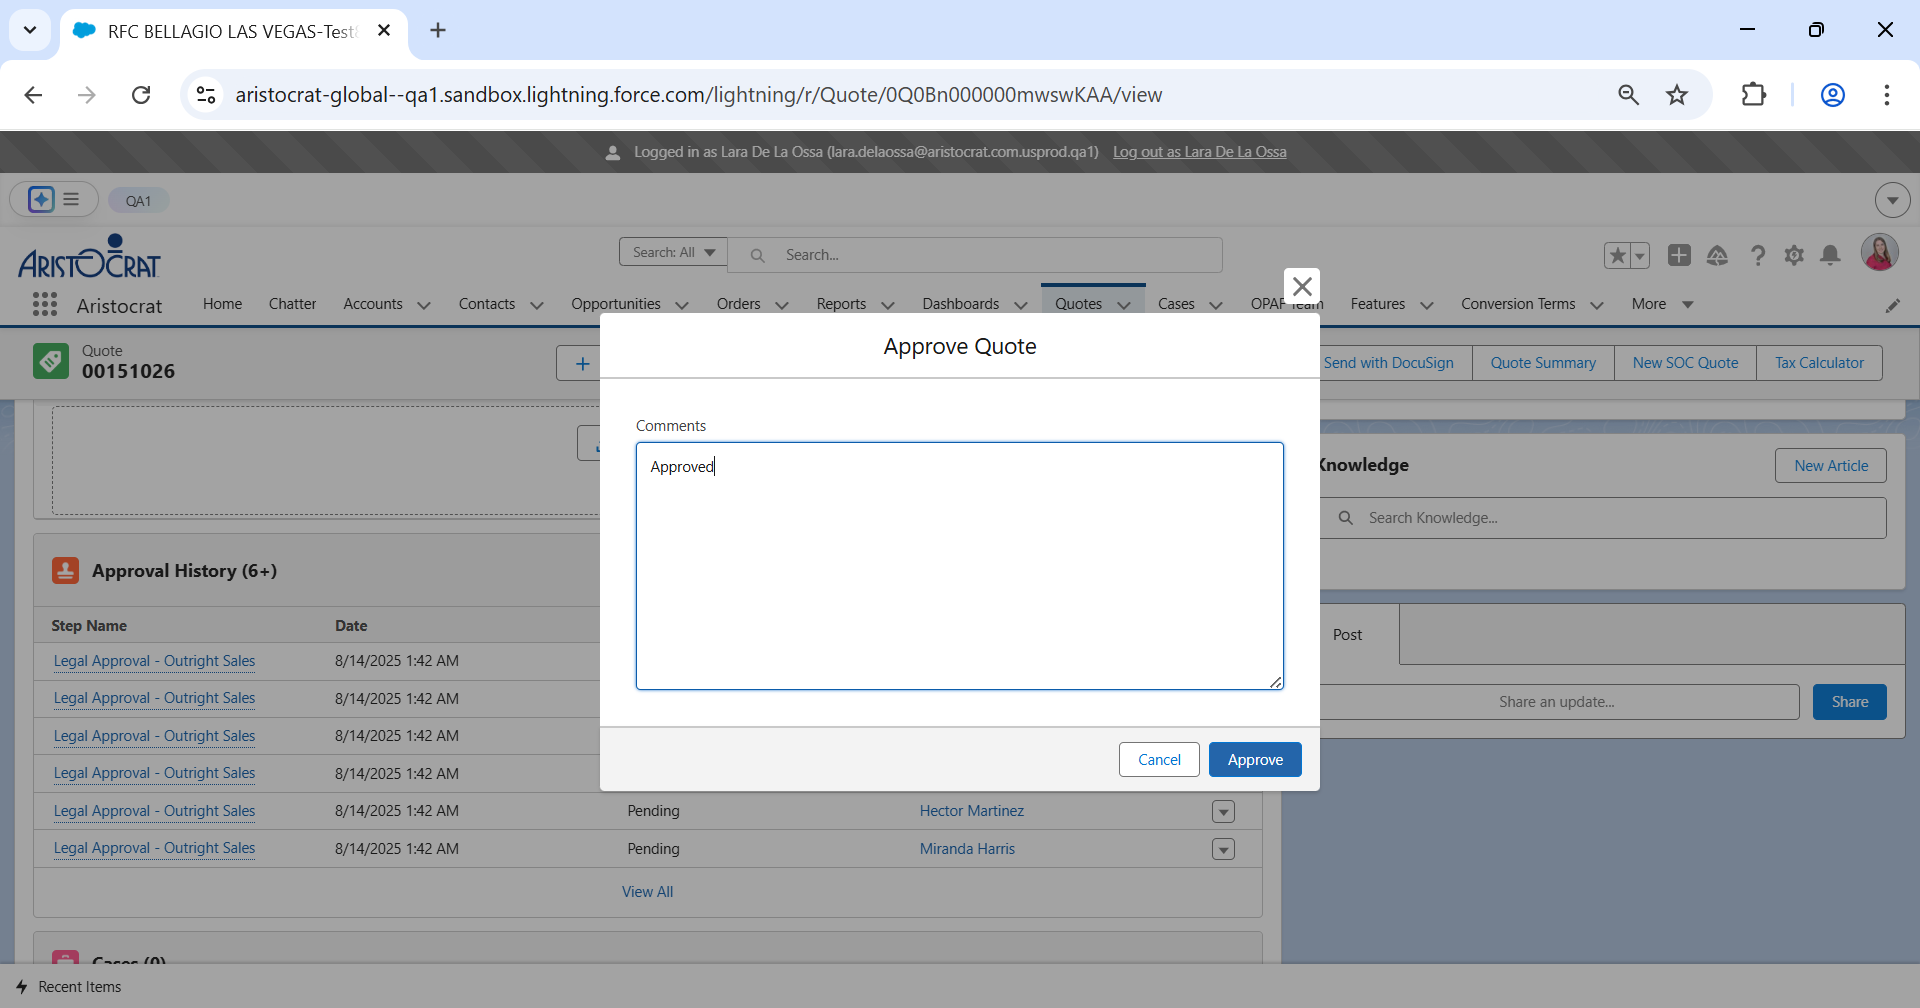 RFC BELLAGIO LAS VEGAS-Test
aristocrat-global--qa1.sandbox.lightning.force.com/lightning/r/Quote/0Q0Bn000000mwswKAA/view
Logged in as Lara De La Ossa (lara.delaossa@aristocrat.com.usprod.qa1) Log out as Lara De La Ossa
QA1
ARISTOCRAT
Search: All
Search...
Aristocrat
Home
Chatter
Accounts
Contacts
Opportunities
Orders
Reports
Dashboards
Quotes
Cases
OPAF Team
Features
Conversion Terms
More
Quote
00151026
Send with DocuSign
Quote Summary
New SOC Quote
Tax Calculator
Approve Quote
Comments
Approved
Cancel
Approve
Knowledge
New Article
Search Knowledge...
Post
Share an update...
Share
Approval History (6+)
Step Name
Date
Legal Approval - Outright Sales
8/14/2025 1:42 AM
Legal Approval - Outright Sales
8/14/2025 1:42 AM
Legal Approval - Outright Sales
8/14/2025 1:42 AM
Legal Approval - Outright Sales
8/14/2025 1:42 AM
Legal Approval - Outright Sales
8/14/2025 1:42 AM
Pending
Hector Martinez
Legal Approval - Outright Sales
8/14/2025 1:42 AM
Pending
Miranda Harris
View All
Cases (0)
Recent Items